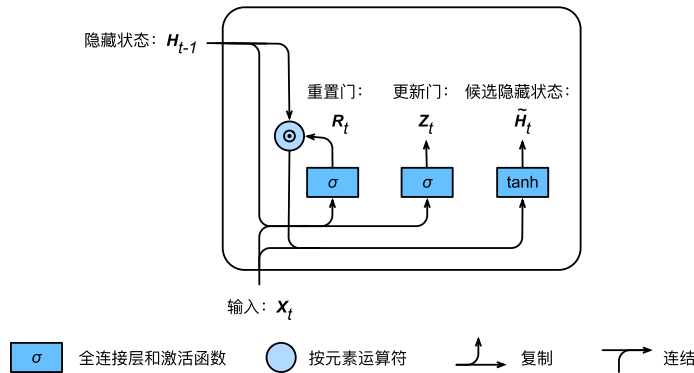 隐藏状态：H_{t-1}
重置门： 更新门： 候选隐藏状态：
R_t Z_t H̃_t
σ σ tanh
输入：X_t
σ 全连接层和激活函数 按元素运算符 复制 连结